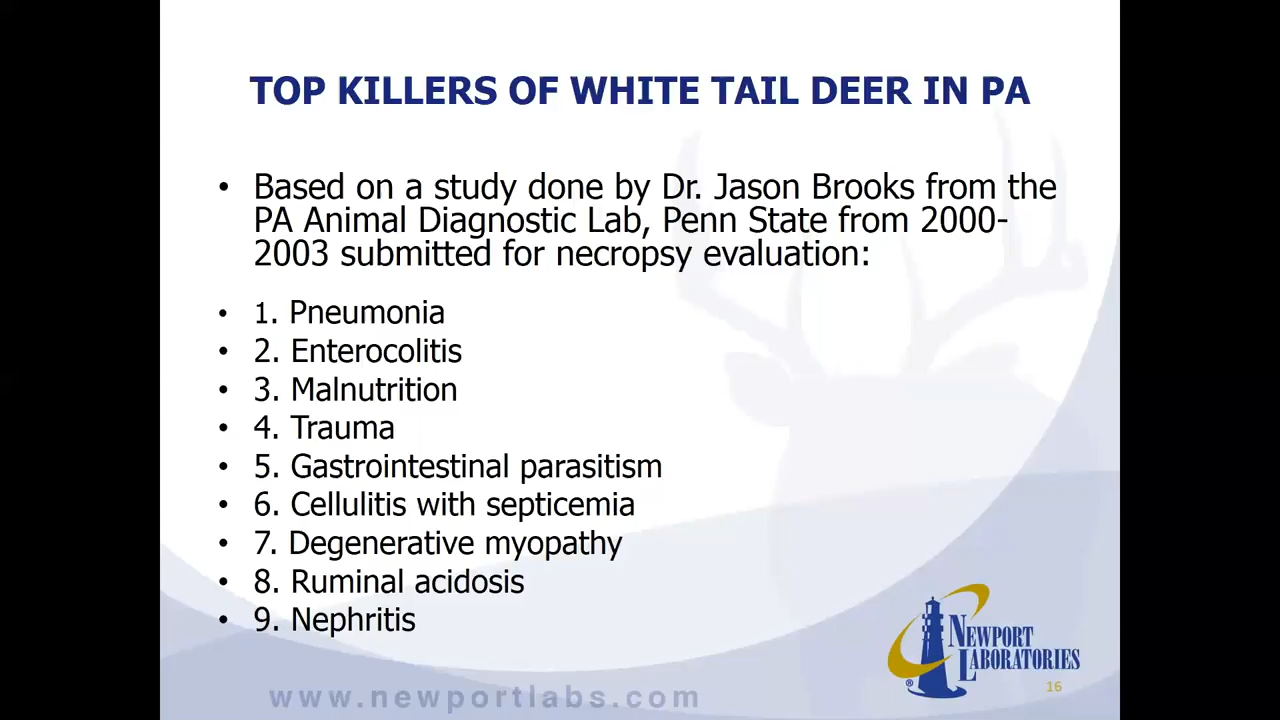 TOP KILLERS OF WHITE TAIL DEER IN PA
• Based on a study done by Dr. Jason Brooks from the
PA Animal Diagnostic Lab, Penn State from 2000-
2003 submitted for necropsy evaluation:
• 1. Pneumonia
• 2. Enterocolitis
• 3. Malnutrition
• 4. Trauma
• 5. Gastrointestinal parasitism
• 6. Cellulitis with septicemia
• 7. Degenerative myopathy
• 8. Ruminal acidosis
• 9. Nephritis
NEWPORT
LABORATORIES
®
16
www.newportlabs.com